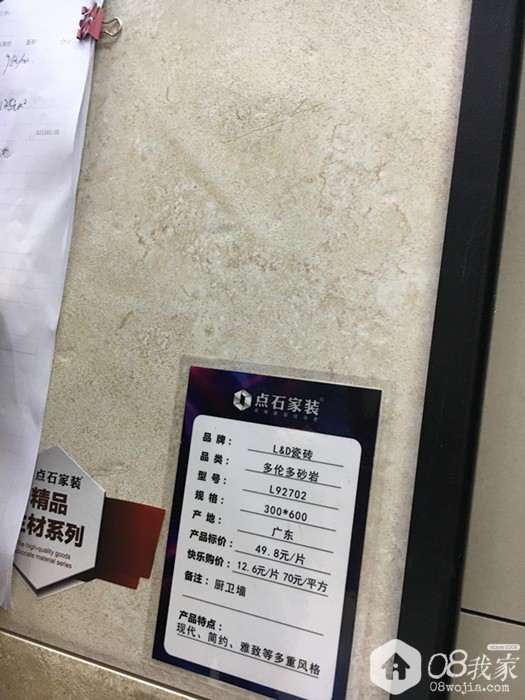 点石家装
品牌： L&D瓷砖
品类： 多伦多砂岩
型号： L92702
规格： 300*600
产地： 广东
产品标价： 49.8元/片
快乐购价： 12.6元/片 70元/平方
备注： 厨卫墙
产品特点：
现代、简约、雅致等多重风格
点石家装
精品
主材系列
08我家
08wojia.com